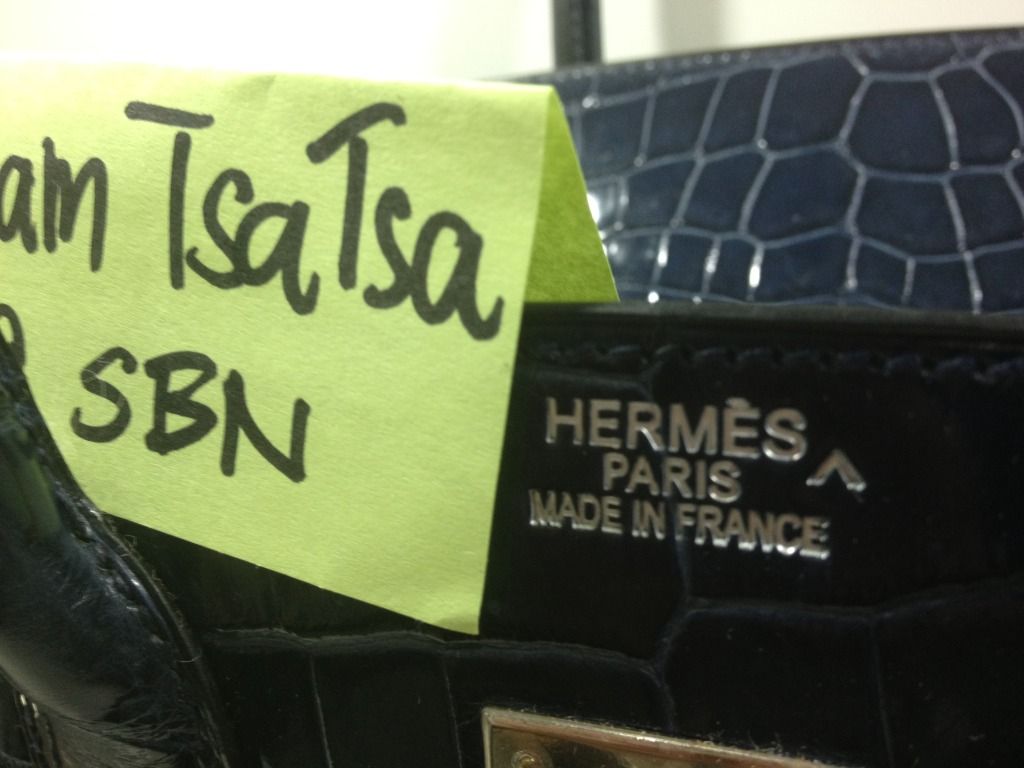 am TsaTsa
SBN
HERMÈS ^
PARIS
MADE IN FRANCE